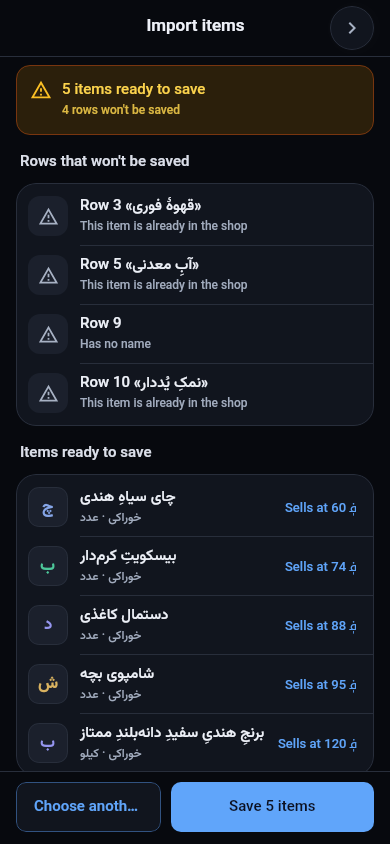 Import items
5 items ready to save
4 rows won't be saved
Rows that won't be saved
Row 3 «قهوهٔ فوری»
This item is already in the shop
Row 5 «آبِ معدنی»
This item is already in the shop
Row 9
Has no name
Row 10 «نمکِ یُددار»
This item is already in the shop
Items ready to save
چ
چای سیاهِ هندی
خوراکی · عدد
Sells at 60 ؋
ب
بیسکویتِ کرم‌دار
خوراکی · عدد
Sells at 74 ؋
د
دستمال کاغذی
خوراکی · عدد
Sells at 88 ؋
ش
شامپوی بچه
خوراکی · عدد
Sells at 95 ؋
ب
برنجِ هندیِ سفیدِ دانه‌بلندِ ممتاز
خوراکی · کیلو
Sells at 120 ؋
Choose anoth…
Save 5 items